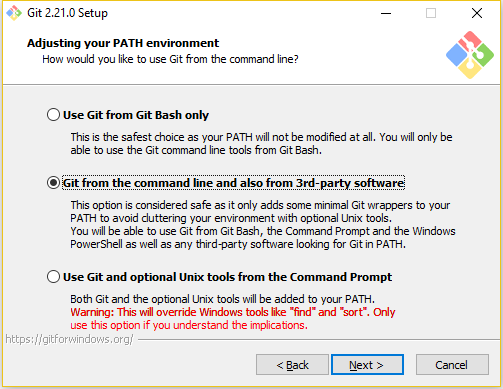 Git 2.21.0 Setup
Adjusting your PATH environment
How would you like to use Git from the command line?
Use Git from Git Bash only
This is the safest choice as your PATH will not be modified at all. You will only be
able to use the Git command line tools from Git Bash.
Git from the command line and also from 3rd-party software
This option is considered safe as it only adds some minimal Git wrappers to your
PATH to avoid cluttering your environment with optional Unix tools.
You will be able to use Git from Git Bash, the Command Prompt and the Windows
PowerShell as well as any third-party software looking for Git in PATH.
Use Git and optional Unix tools from the Command Prompt
Both Git and the optional Unix tools will be added to your PATH.
Warning: This will override Windows tools like "find" and "sort". Only
use this option if you understand the implications.
https://gitforwindows.org/
< Back
Next >
Cancel